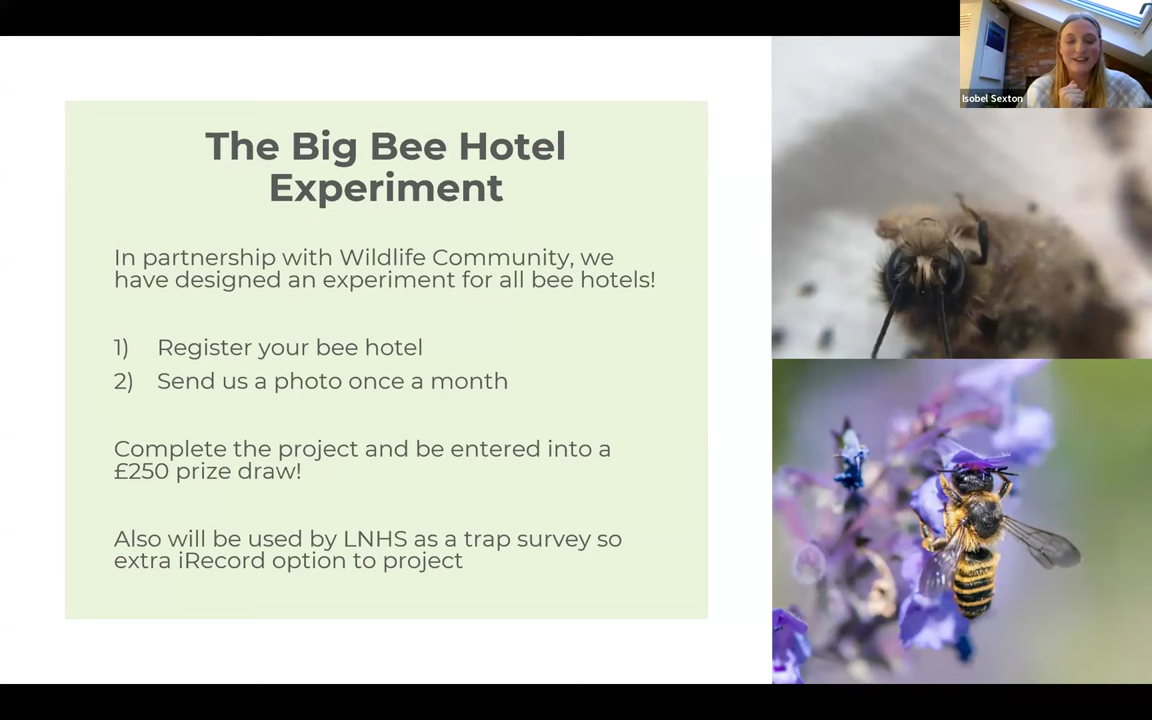 Isobel Sexton
The Big Bee Hotel
Experiment
In partnership with Wildlife Community, we
have designed an experiment for all bee hotels!
1) Register your bee hotel
2) Send us a photo once a month
Complete the project and be entered into a
£250 prize draw!
Also will be used by LNHS as a trap survey so
extra iRecord option to project